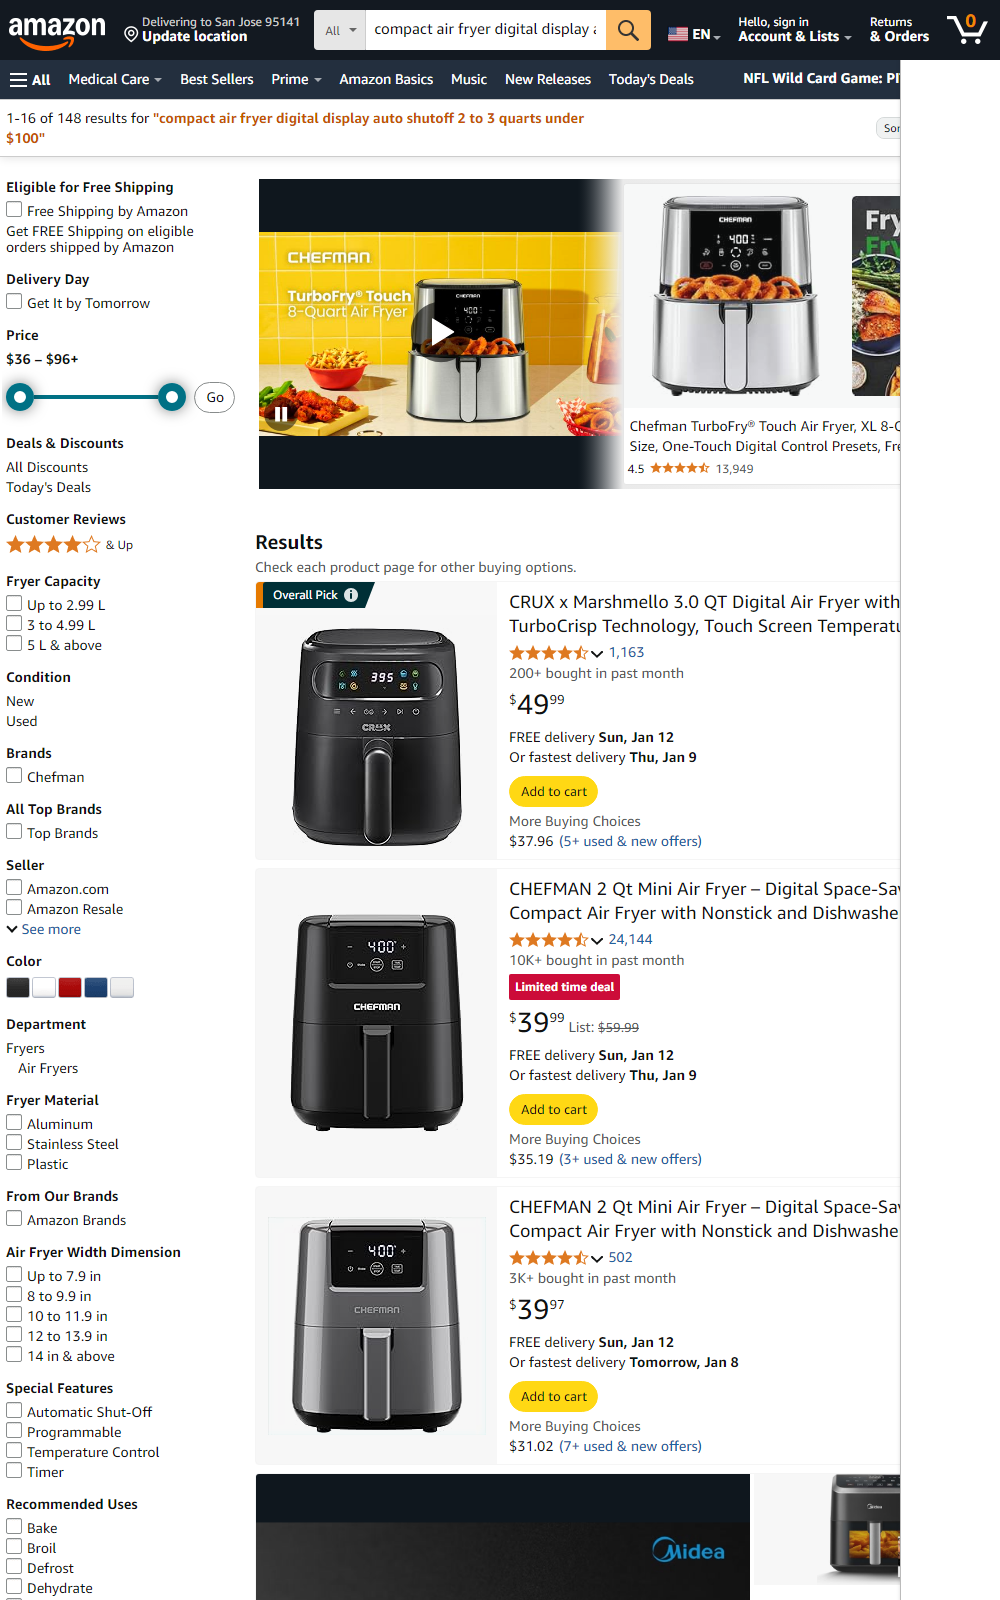 amazon
Delivering to San Jose 95141
Update location
All
compact air fryer digital display a
EN
Hello, sign in
Account & Lists
Returns
& Orders
0
All
Medical Care
Best Sellers
Prime
Amazon Basics
Music
New Releases
Today's Deals
NFL Wild Card Game: PI
1-16 of 148 results for "compact air fryer digital display auto shutoff 2 to 3 quarts under
$100"
Sor
Eligible for Free Shipping
Free Shipping by Amazon
Get FREE Shipping on eligible
orders shipped by Amazon
Delivery Day
Get It by Tomorrow
Price
$36 – $96+
Go
Deals & Discounts
All Discounts
Today's Deals
Customer Reviews
& Up
Fryer Capacity
Up to 2.99 L
3 to 4.99 L
5 L & above
Condition
New
Used
Brands
Chefman
All Top Brands
Top Brands
Seller
Amazon.com
Amazon Resale
See more
Color
Department
Fryers
Air Fryers
Fryer Material
Aluminum
Stainless Steel
Plastic
From Our Brands
Amazon Brands
Air Fryer Width Dimension
Up to 7.9 in
8 to 9.9 in
10 to 11.9 in
12 to 13.9 in
14 in & above
Special Features
Automatic Shut-Off
Programmable
Temperature Control
Timer
Recommended Uses
Bake
Broil
Defrost
Dehydrate
CHEFMAN
TurboFry® Touch
8-Quart Air Fryer
CHEFMAN
400
CHEFMAN
400
Fry
Fr
Chefman TurboFry® Touch Air Fryer, XL 8-Q
Size, One-Touch Digital Control Presets, Fre
4.5
13,949
Results
Check each product page for other buying options.
Overall Pick
395
CRUX
CRUX x Marshmello 3.0 QT Digital Air Fryer with
TurboCrisp Technology, Touch Screen Temperatu
1,163
200+ bought in past month
$49.99
FREE delivery Sun, Jan 12
Or fastest delivery Thu, Jan 9
Add to cart
More Buying Choices
$37.96 (5+ used & new offers)
400°
CHEFMAN
CHEFMAN 2 Qt Mini Air Fryer – Digital Space-Sav
Compact Air Fryer with Nonstick and Dishwashe
24,144
10K+ bought in past month
Limited time deal
$39.99 List: $59.99
FREE delivery Sun, Jan 12
Or fastest delivery Thu, Jan 9
Add to cart
More Buying Choices
$35.19 (3+ used & new offers)
400°
CHEFMAN
CHEFMAN 2 Qt Mini Air Fryer – Digital Space-Sav
Compact Air Fryer with Nonstick and Dishwashe
502
3K+ bought in past month
$39.97
FREE delivery Sun, Jan 12
Or fastest delivery Tomorrow, Jan 8
Add to cart
More Buying Choices
$31.02 (7+ used & new offers)
Midea
Midea